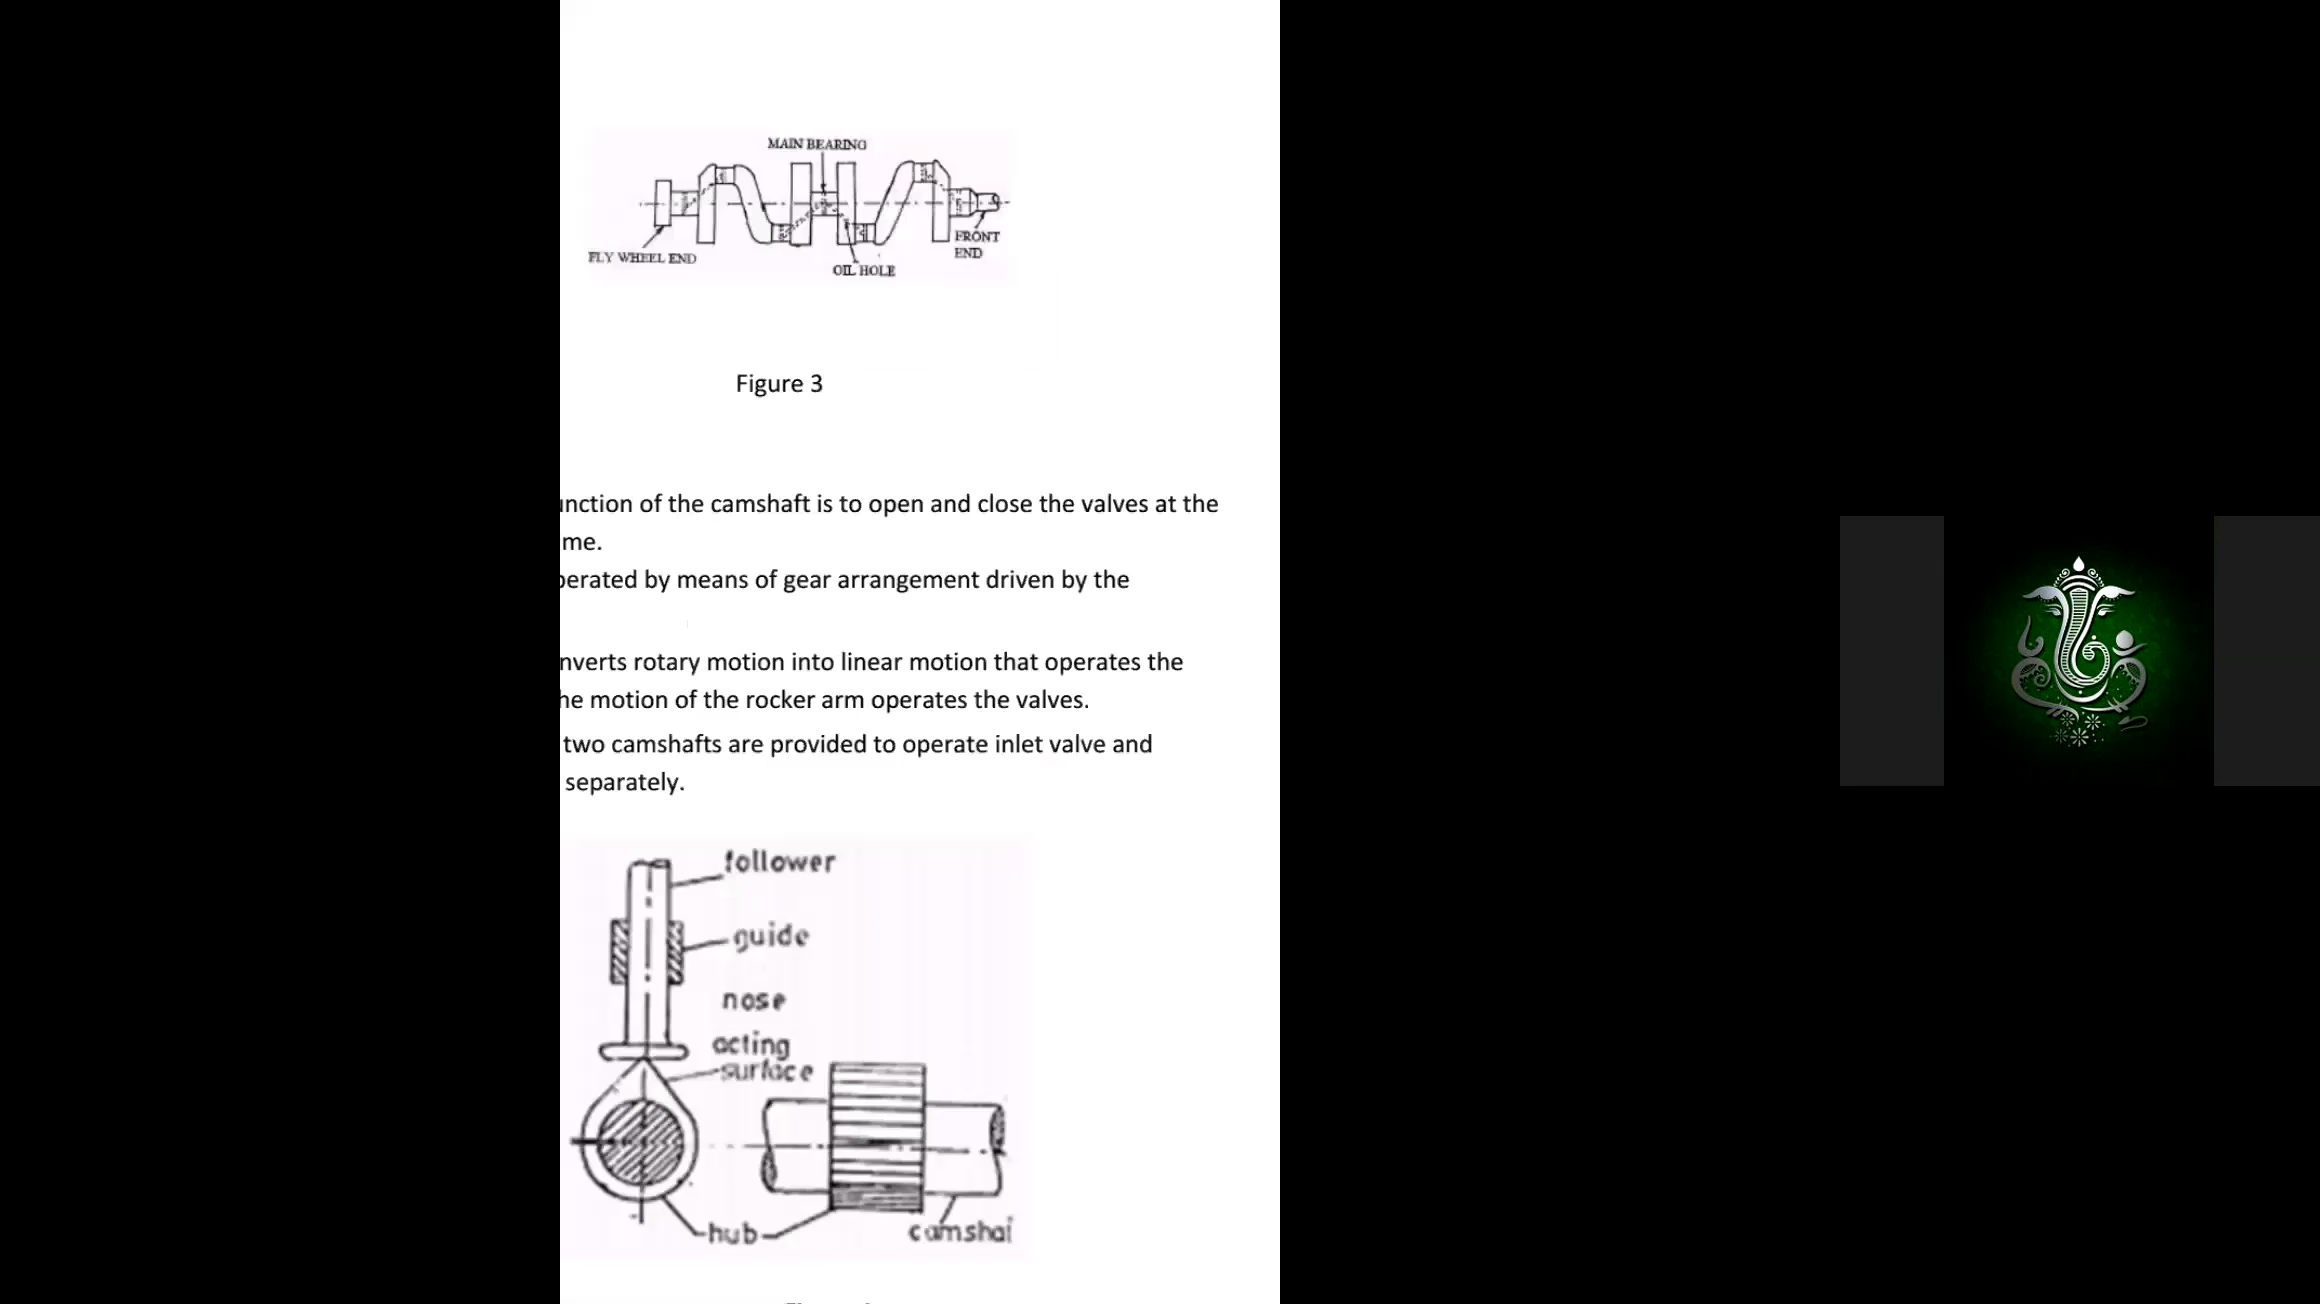 MAIN BEARING
FLY WHEEL END
FRONT
END
OIL HOLE
Figure 3
unction of the camshaft is to open and close the valves at the
me.
perated by means of gear arrangement driven by the
nverts rotary motion into linear motion that operates the
he motion of the rocker arm operates the valves.
two camshafts are provided to operate inlet valve and
separately.
follower
guide
nose
acting
surface
hub
camshaf